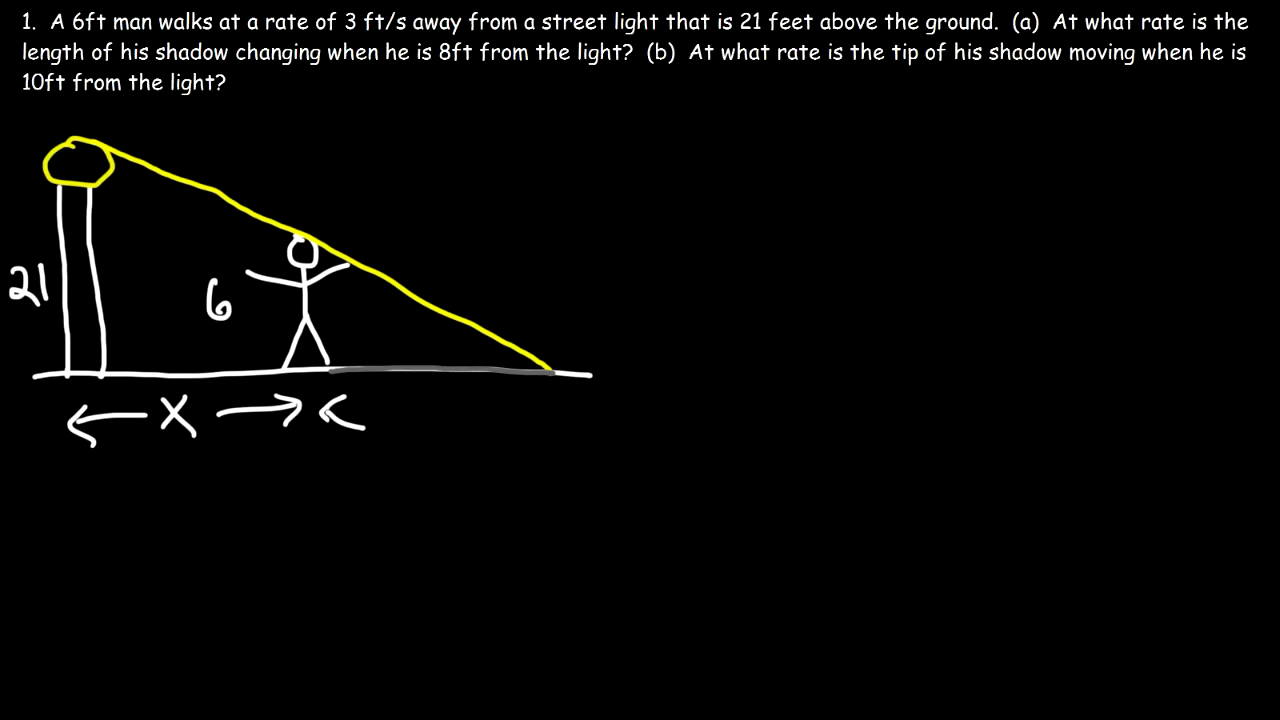 1. A 6ft man walks at a rate of 3 ft/s away from a street light that is 21 feet above the ground. (a) At what rate is the
length of his shadow changing when he is 8ft from the light? (b) At what rate is the tip of his shadow moving when he is
10ft from the light?
21
6
X